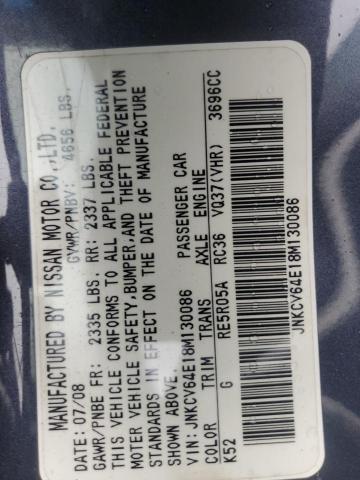 MANUFACTURED BY NISSAN MOTOR CO.,LTD.
DATE: 07/08 GVWR/PNBV: 4656 LBS.
GAWR/PNBE FR: 2335 LBS. RR: 2337 LBS.
THIS VEHICLE CONFORMS TO ALL APPLICABLE FEDERAL
MOTOR VEHICLE SAFETY,BUMPER,AND THEFT PREVENTION
STANDARDS IN EFFECT ON THE DATE OF MANUFACTURE
SHOWN ABOVE.
VIN: JNKCV64E18M130086 PASSENGER CAR
COLOR TRIM TRANS AXLE ENGINE
K52 G RE5R05A RC36 VQ37(VHR) 3696CC
JNKCV64E18M130086